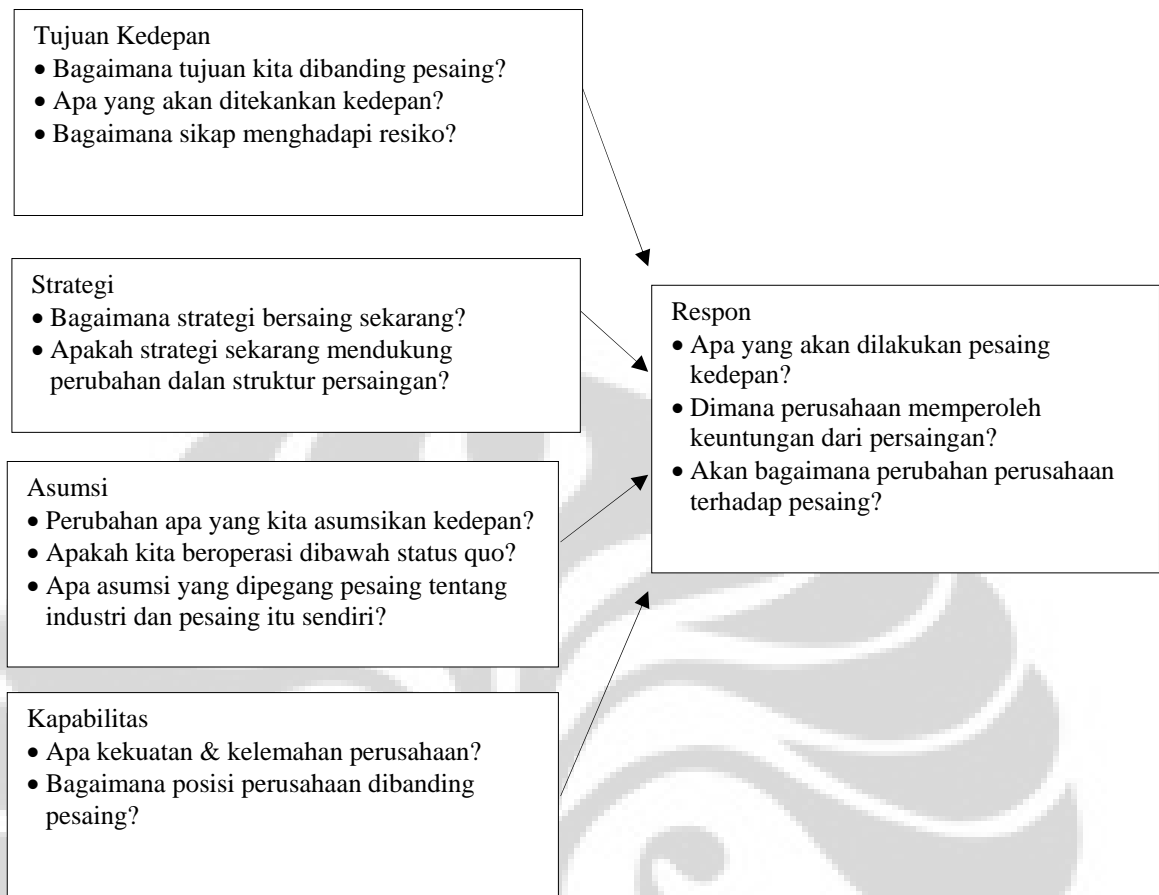 Tujuan Kedepan
• Bagaimana tujuan kita dibanding pesaing?
• Apa yang akan ditekankan kedepan?
• Bagaimana sikap menghadapi resiko?
Strategi
• Bagaimana strategi bersaing sekarang?
• Apakah strategi sekarang mendukung
perubahan dalan struktur persaingan?
Asumsi
• Perubahan apa yang kita asumsikan kedepan?
• Apakah kita beroperasi dibawah status quo?
• Apa asumsi yang dipegang pesaing tentang
industri dan pesaing itu sendiri?
Kapabilitas
• Apa kekuatan & kelemahan perusahaan?
• Bagaimana posisi perusahaan dibanding
pesaing?
Respon
• Apa yang akan dilakukan pesaing
kedepan?
• Dimana perusahaan memperoleh
keuntungan dari persaingan?
• Akan bagaimana perubahan perusahaan
terhadap pesaing?